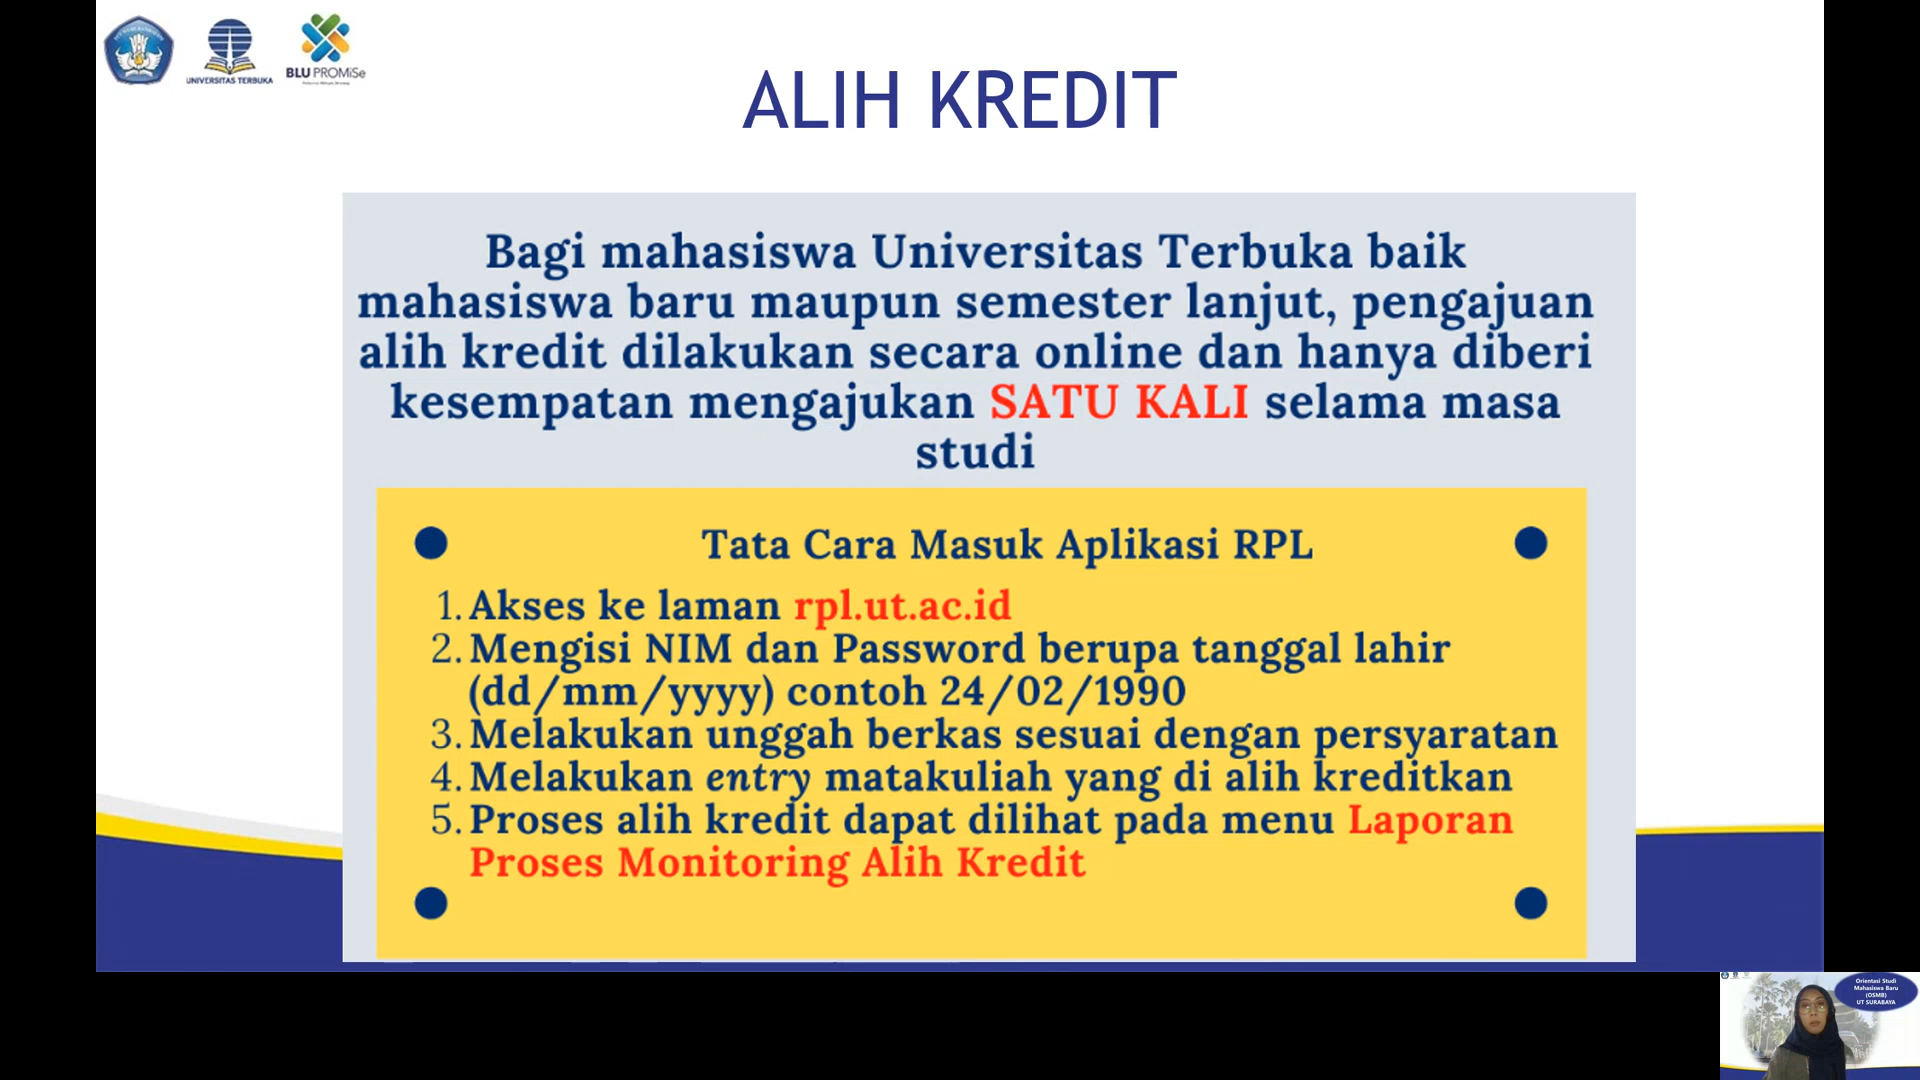 UNIVERSITAS TERBUKA
BLU PROMiSe
ALIH KREDIT
Bagi mahasiswa Universitas Terbuka baik
mahasiswa baru maupun semester lanjut, pengajuan
alih kredit dilakukan secara online dan hanya diberi
kesempatan mengajukan SATU KALI selama masa
studi
Tata Cara Masuk Aplikasi RPL
1. Akses ke laman rpl.ut.ac.id
2. Mengisi NIM dan Password berupa tanggal lahir
(dd/mm/yyyy) contoh 24/02/1990
3. Melakukan unggah berkas sesuai dengan persyaratan
4. Melakukan entry matakuliah yang di alih kreditkan
5. Proses alih kredit dapat dilihat pada menu Laporan
Proses Monitoring Alih Kredit
Orientasi Studi
Mahasiswa Baru
(OSMB)
UT SURABAYA